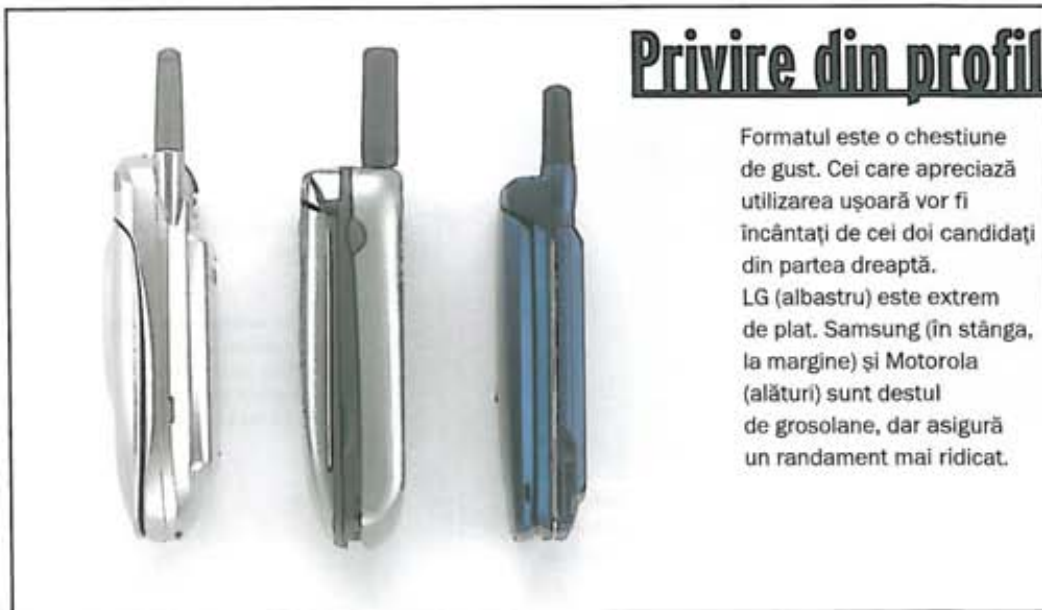 Privire din profil
Formatul este o chestiune
de gust. Cei care apreciază
utilizarea ușoară vor fi
încântați de cei doi candidați
din partea dreaptă.
LG (albastru) este extrem
de plat. Samsung (în stânga,
la margine) și Motorola
(alături) sunt destul
de grosolane, dar asigură
un randament mai ridicat.